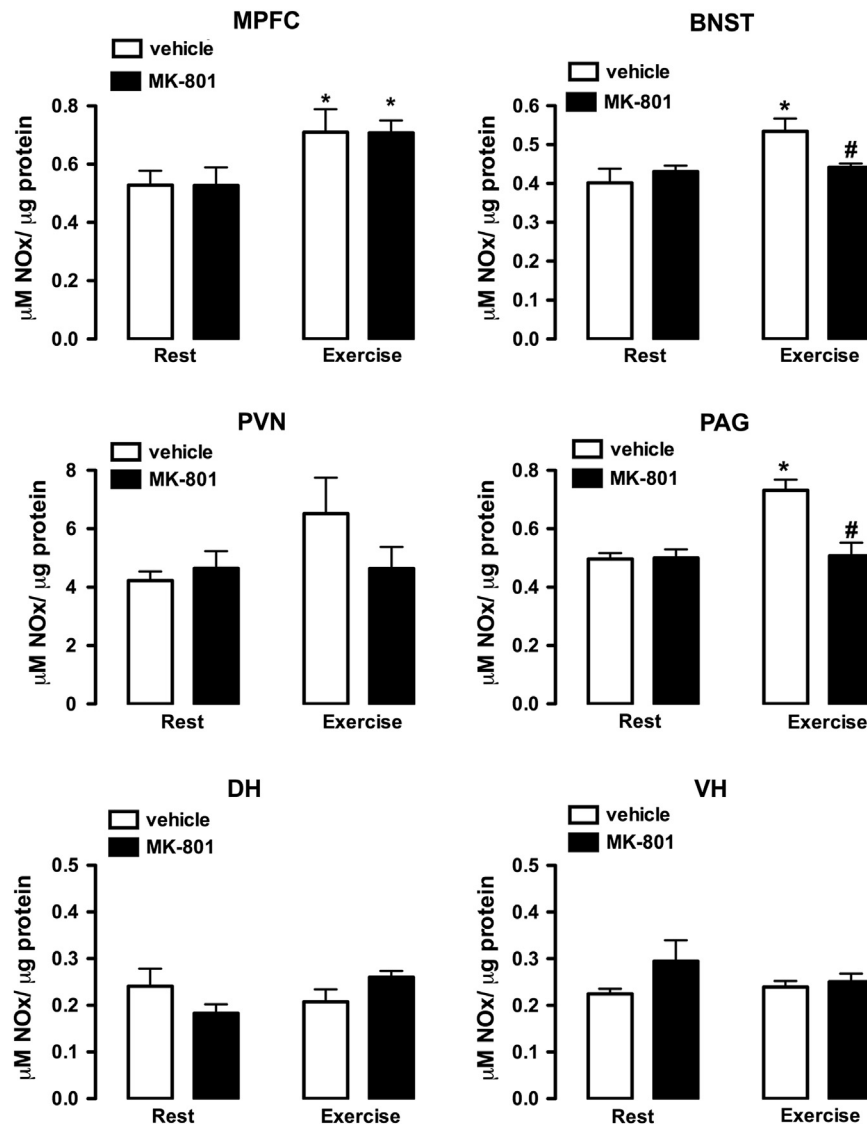 MPFC
vehicle
MK-801
μM NOx/ μg protein
0.8
0.6
0.4
0.2
0.0
* *
Rest Exercise
BNST
vehicle
MK-801
μM NOx/ μg protein
0.6
0.5
0.4
0.3
0.2
0.1
0.0
*
#
Rest Exercise
PVN
vehicle
MK-801
μM NOx/ μg protein
8
6
4
2
0
Rest Exercise
PAG
vehicle
MK-801
μM NOx/ μg protein
0.8
0.6
0.4
0.2
0.0
*
#
Rest Exercise
DH
vehicle
MK-801
μM NOx/ μg protein
0.5
0.4
0.3
0.2
0.1
0.0
Rest Exercise
VH
vehicle
MK-801
μM NOx/ μg protein
0.5
0.4
0.3
0.2
0.1
0.0
Rest Exercise